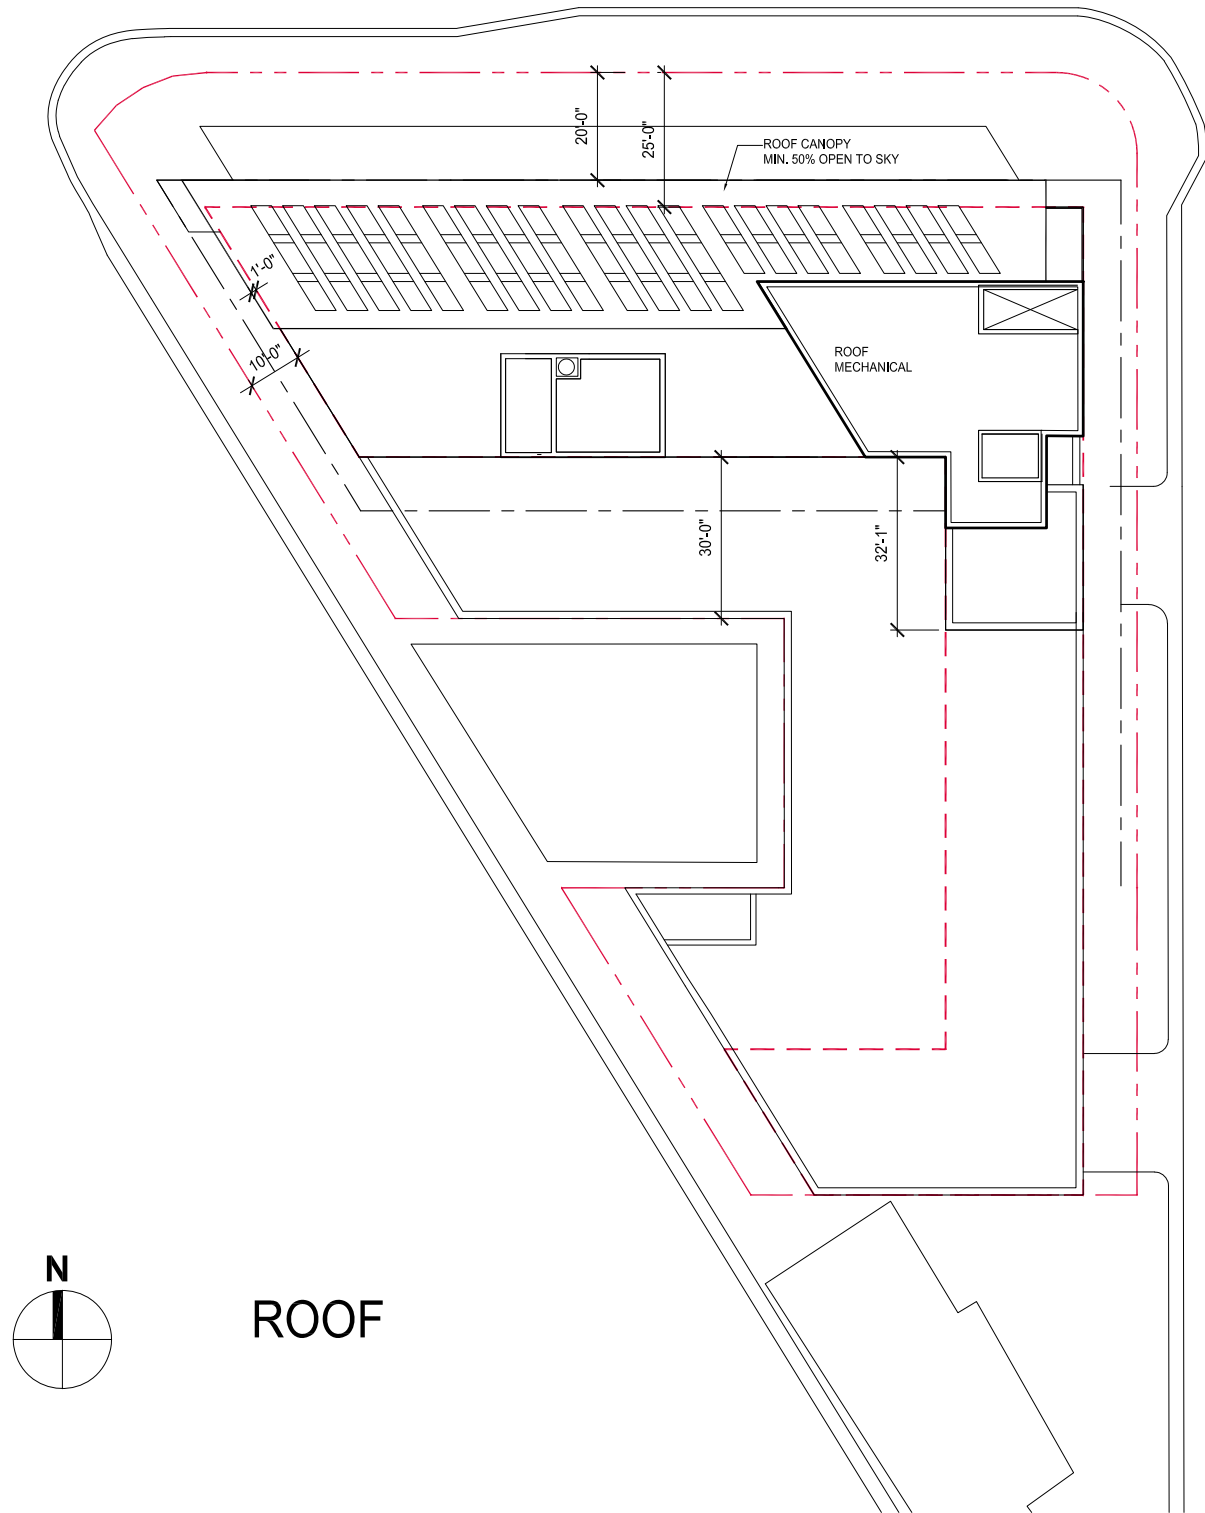 20'-0"
25'-0"
ROOF CANOPY
MIN. 50% OPEN TO SKY
1'-0"
10'-0"
ROOF
MECHANICAL
30'-0"
32'-1"
N
ROOF